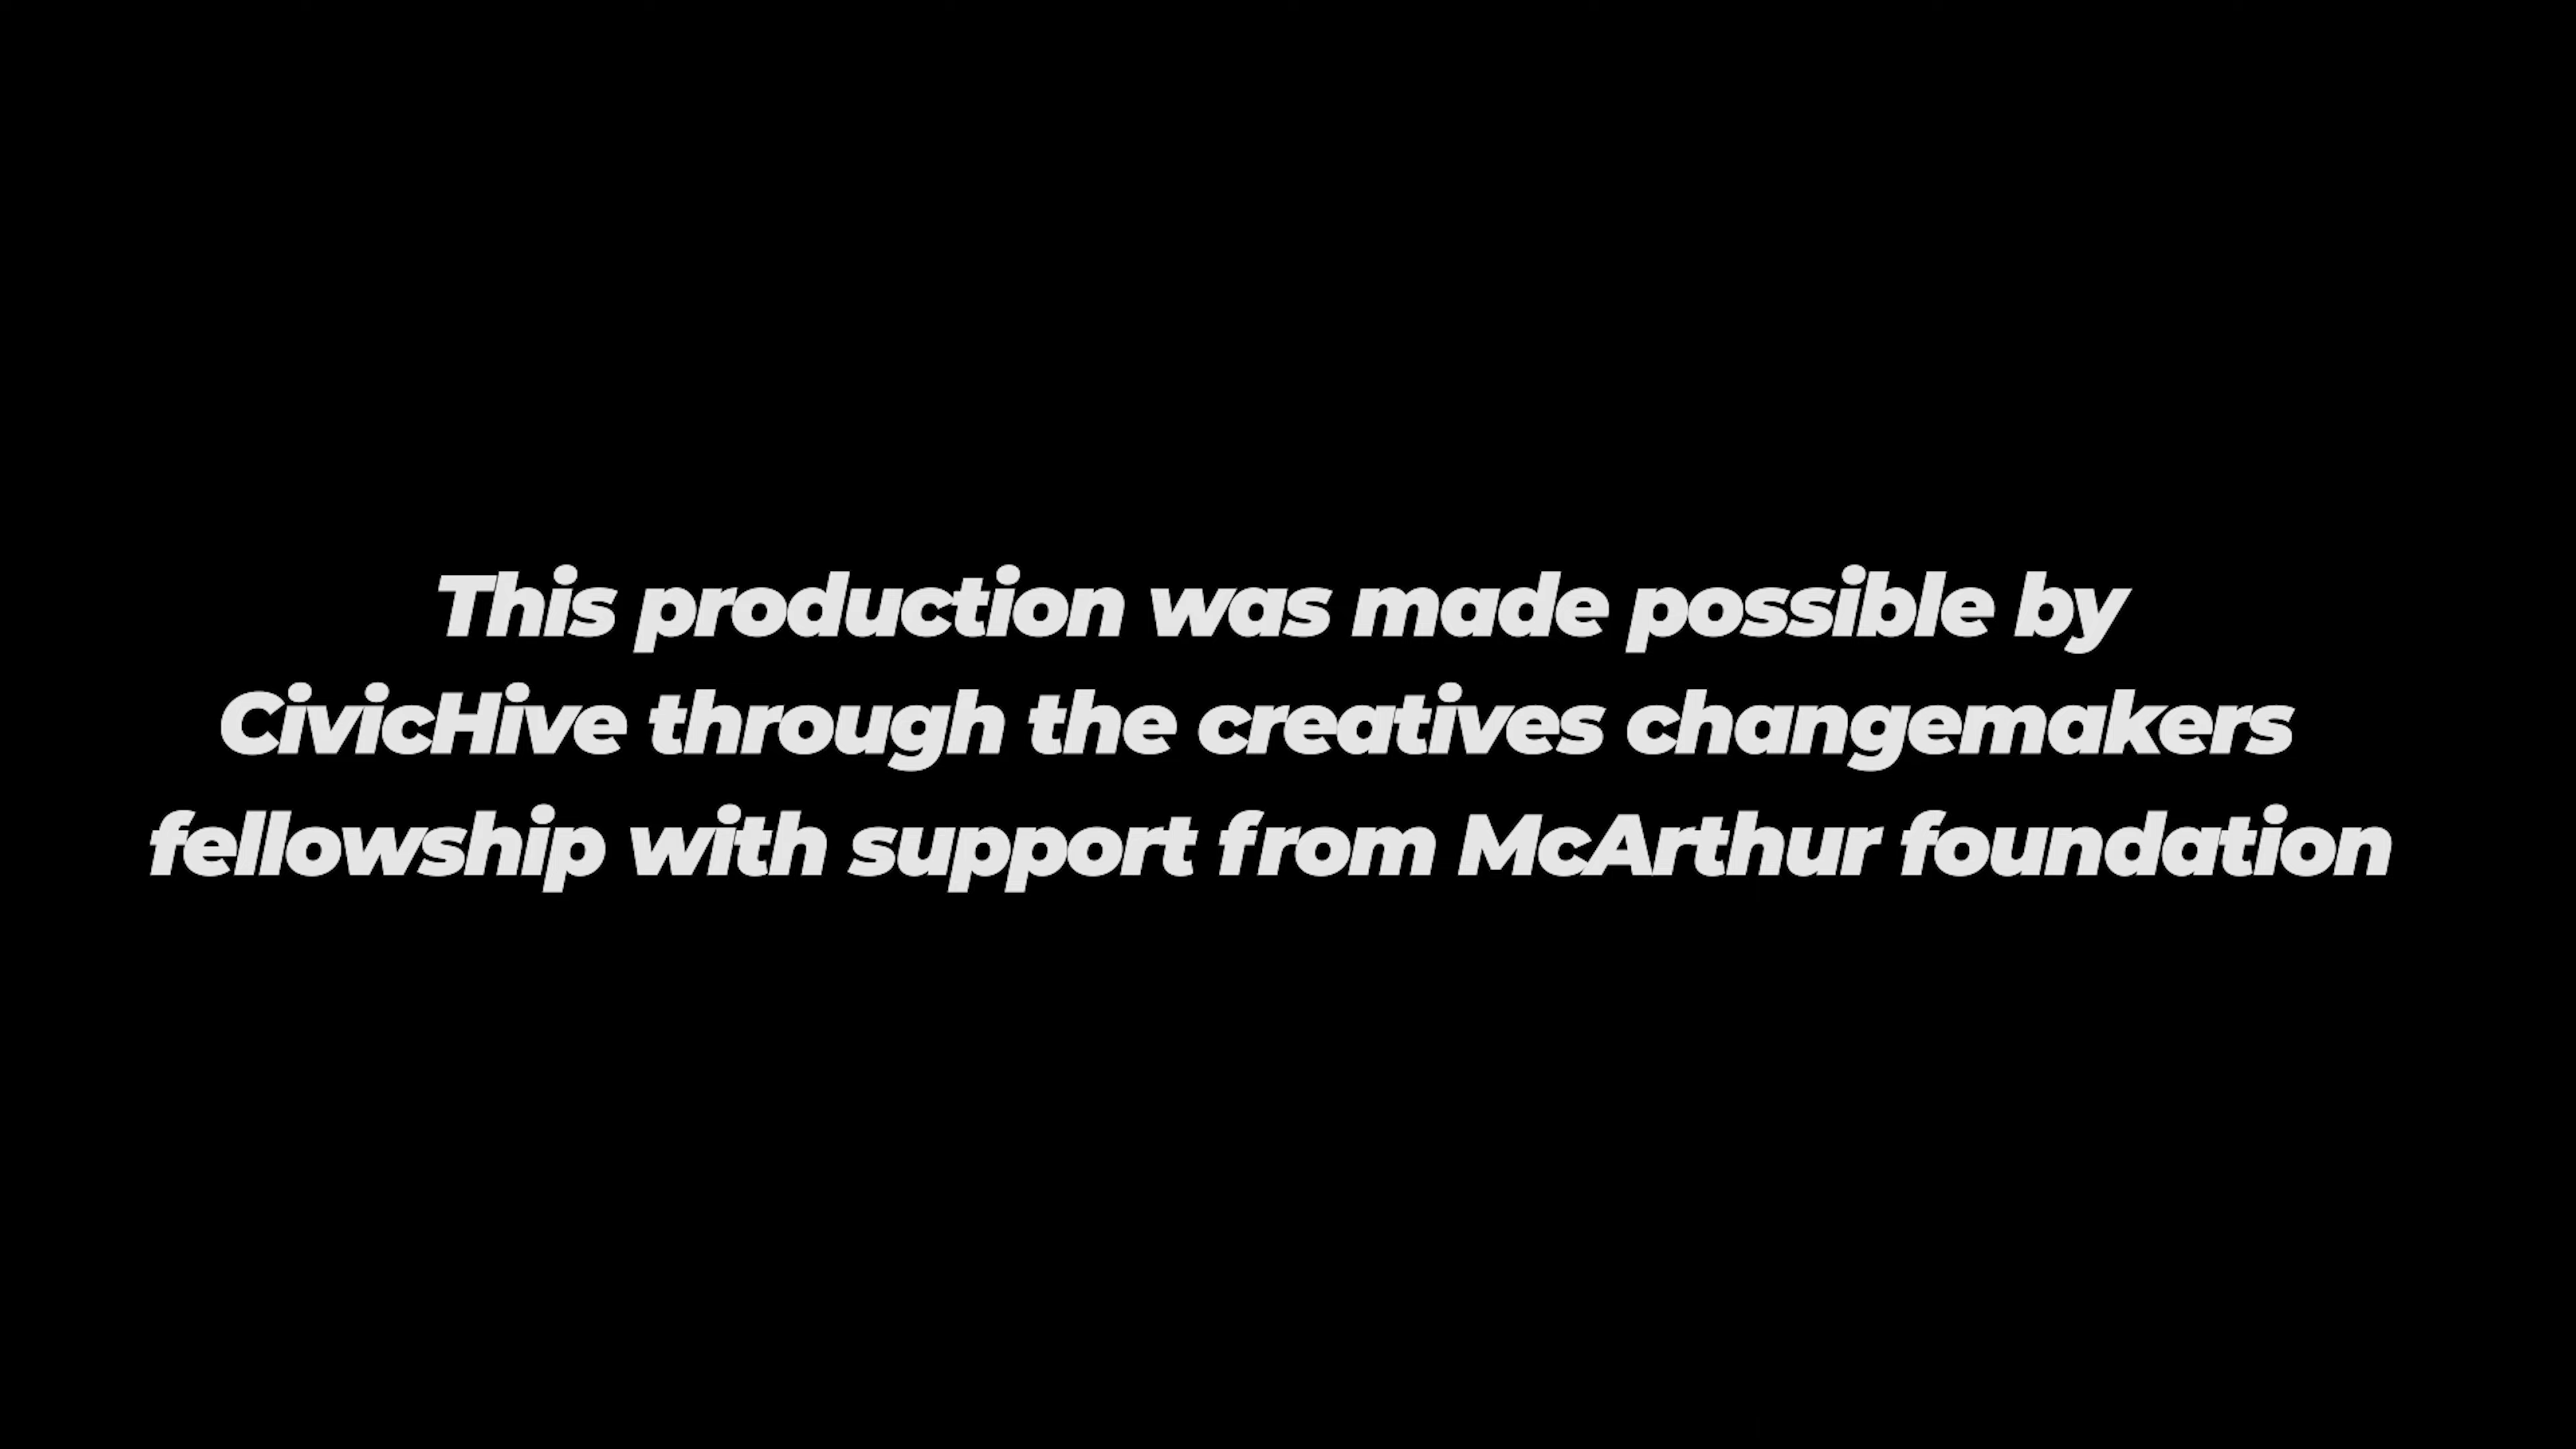 This production was made possible by
CivicHive through the creatives changemakers
fellowship with support from McArthur foundation